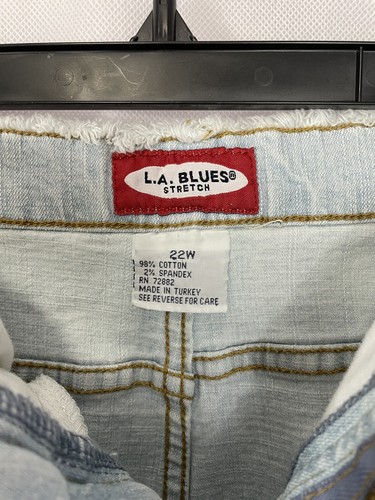 L.A. BLUES®
STRETCH
22W
98% COTTON
2% SPANDEX
RN 72882
MADE IN TURKEY
SEE REVERSE FOR CARE